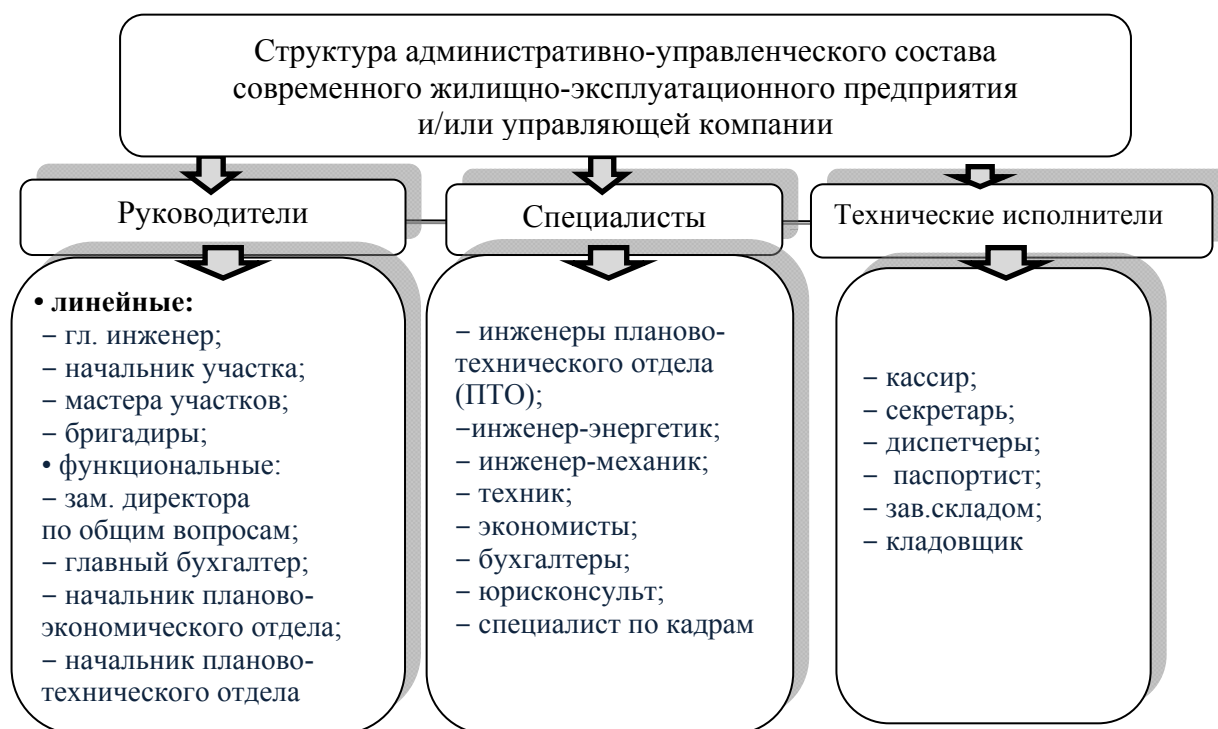 Структура административно-управленческого состава
современного жилищно-эксплуатационного предприятия
и/или управляющей компании
Руководители
• линейные:
– гл. инженер;
– начальник участка;
– мастера участков;
– бригадиры;
• функциональные:
– зам. директора
по общим вопросам;
– главный бухгалтер;
– начальник планово-
экономического отдела;
– начальник планово-
технического отдела
Специалисты
– инженеры планово-
технического отдела
(ПТО);
–инженер-энергетик;
– инженер-механик;
– техник;
– экономисты;
– бухгалтеры;
– юрисконсульт;
– специалист по кадрам
Технические исполнители
– кассир;
– секретарь;
– диспетчеры;
– паспортист;
– зав.складом;
– кладовщик